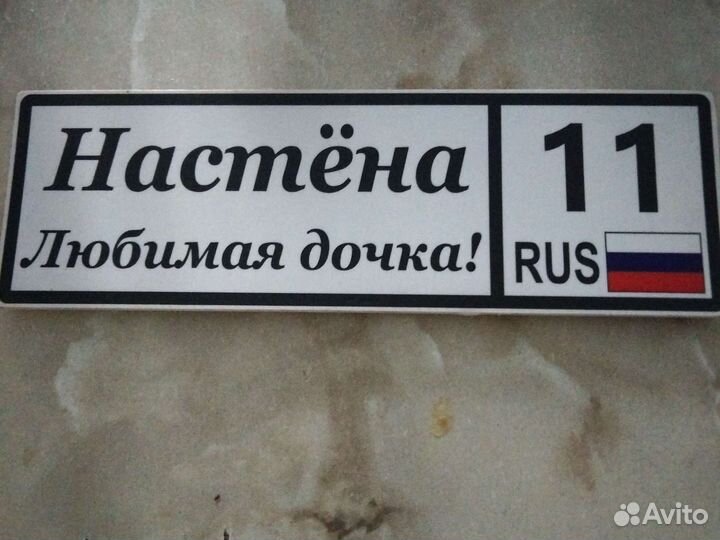 Настёна
Любимая дочка!
11
RUS
Avito